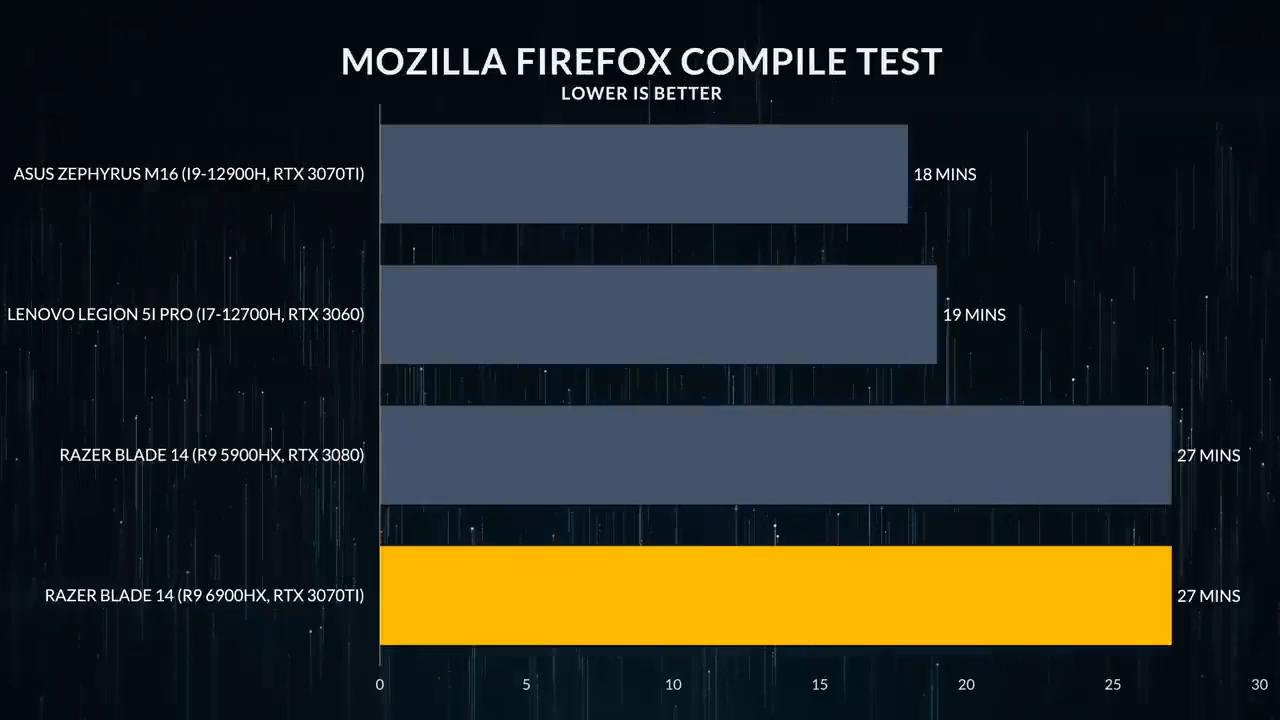 MOZILLA FIREFOX COMPILE TEST
LOWER IS BETTER
ASUS ZEPHYRUS M16 (I9-12900H, RTX 3070TI)
18 MINS
LENOVO LEGION 5I PRO (I7-12700H, RTX 3060)
19 MINS
RAZER BLADE 14 (R9 5900HX, RTX 3080)
27 MINS
RAZER BLADE 14 (R9 6900HX, RTX 3070TI)
27 MINS
0 5 10 15 20 25 30